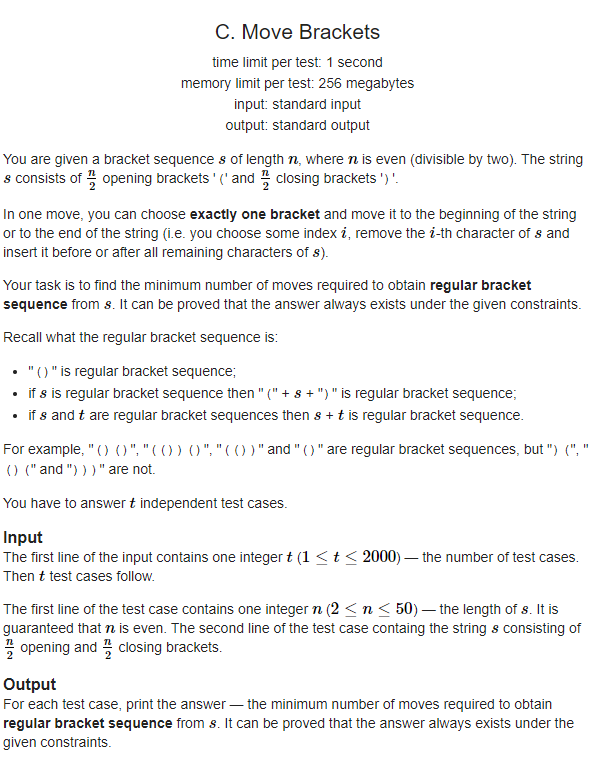 C. Move Brackets
time limit per test: 1 second
memory limit per test: 256 megabytes
input: standard input
output: standard output
You are given a bracket sequence s of length n, where n is even (divisible by two). The string
s consists of n/2 opening brackets '(' and n/2 closing brackets ')'.
In one move, you can choose exactly one bracket and move it to the beginning of the string
or to the end of the string (i.e. you choose some index i, remove the i-th character of s and
insert it before or after all remaining characters of s).
Your task is to find the minimum number of moves required to obtain regular bracket
sequence from s. It can be proved that the answer always exists under the given constraints.
Recall what the regular bracket sequence is:
• "()" is regular bracket sequence;
• if s is regular bracket sequence then "(" + s + ")" is regular bracket sequence;
• if s and t are regular bracket sequences then s + t is regular bracket sequence.
For example, "()()", "(())()", "(())" and "()" are regular bracket sequences, but ")(", "
()(" and ")))" are not.
You have to answer t independent test cases.
Input
The first line of the input contains one integer t (1 ≤ t ≤ 2000) — the number of test cases.
Then t test cases follow.
The first line of the test case contains one integer n (2 ≤ n ≤ 50) — the length of s. It is
guaranteed that n is even. The second line of the test case containg the string s consisting of
n/2 opening and n/2 closing brackets.
Output
For each test case, print the answer — the minimum number of moves required to obtain
regular bracket sequence from s. It can be proved that the answer always exists under the
given constraints.